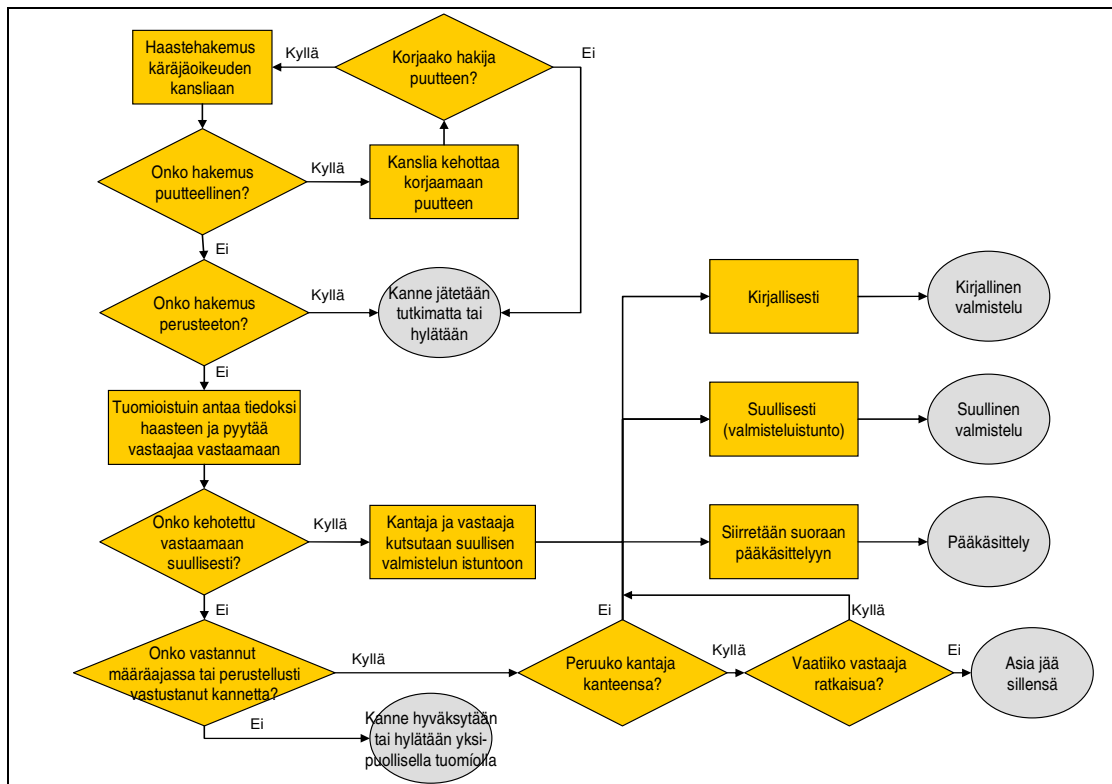 Haastehakemus
käräjäoikeuden
kansliaan
Kyllä
Korjaako hakija
puutteen?
Ei
Onko hakemus
puutteellinen?
Kyllä
Kanslia kehottaa
korjaamaan
puutteen
Ei
Onko hakemus
perusteeton?
Kyllä
Kanne jätetään
tutkimatta tai
hylätään
Kirjallisesti
Kirjallinen
valmistelu
Ei
Tuomioistuin antaa tiedoksi
haasteen ja pyytää
vastaajaa vastaamaan
Suullisesti
(valmisteluistunto)
Suullinen
valmistelu
Onko kehotettu
vastaamaan
suullisesti?
Kyllä
Kantaja ja vastaaja
kutsutaan suullisen
valmistelun istuntoon
Siirretään suoraan
pääkäsittelyyn
Pääkäsittely
Ei
Onko vastannut
määräajassa tai perustellusti
vastustanut kannetta?
Kyllä
Ei
Peruuko kantaja
kanteensa?
Kyllä
Kyllä
Vaatiiko vastaaja
ratkaisua?
Ei
Asia jää
sillensä
Ei
Kanne hyväksytään
tai hylätään yksi-
puollisella tuomiolla